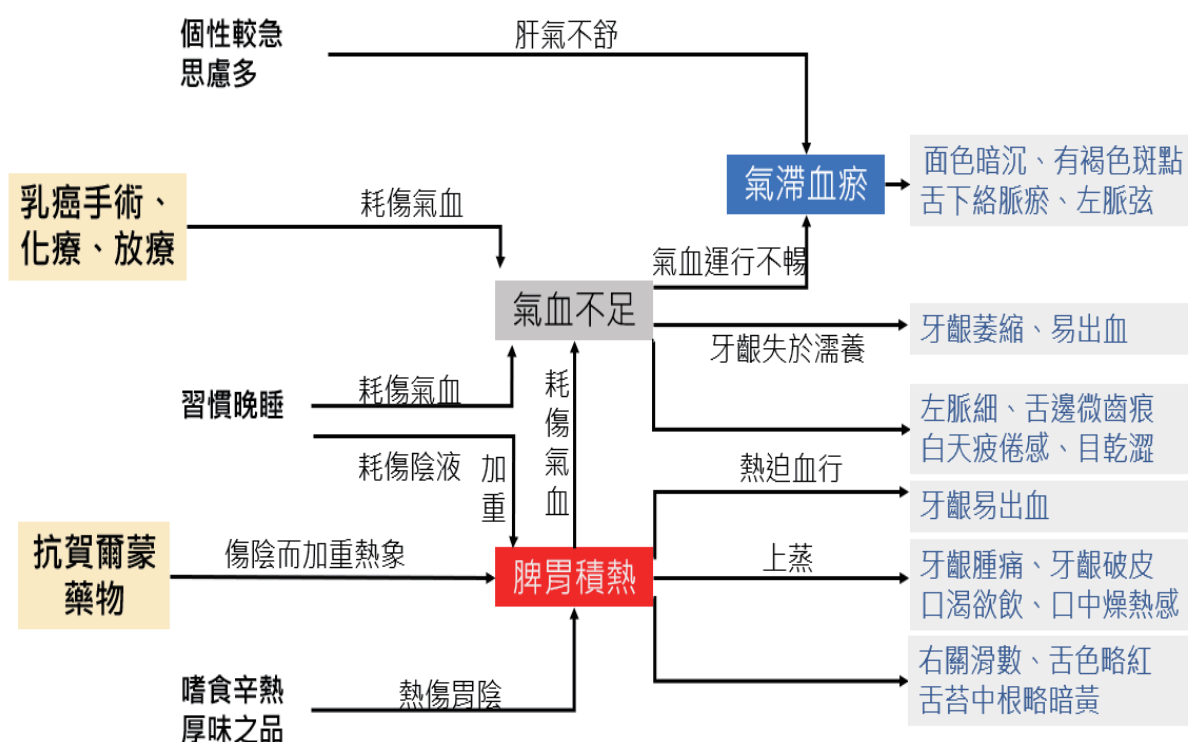 個性較急
思慮多
肝氣不舒
氣滯血瘀
面色暗沉、有褐色斑點
舌下絡脈瘀、左脈弦
乳癌手術、
化療、放療
耗傷氣血
氣血運行不暢
氣血不足
牙齦失於濡養
牙齦萎縮、易出血
習慣晚睡
耗傷氣血
耗傷陰液
加重
耗傷氣血
左脈細、舌邊微齒痕
白天疲倦感、目乾澀
熱迫血行
牙齦易出血
抗賀爾蒙
藥物
傷陰而加重熱象
脾胃積熱
上蒸
牙齦腫痛、牙齦破皮
口渴欲飲、口中燥熱感
嗜食辛熱
厚味之品
熱傷胃陰
右關滑數、舌色略紅
舌苔中根略暗黃